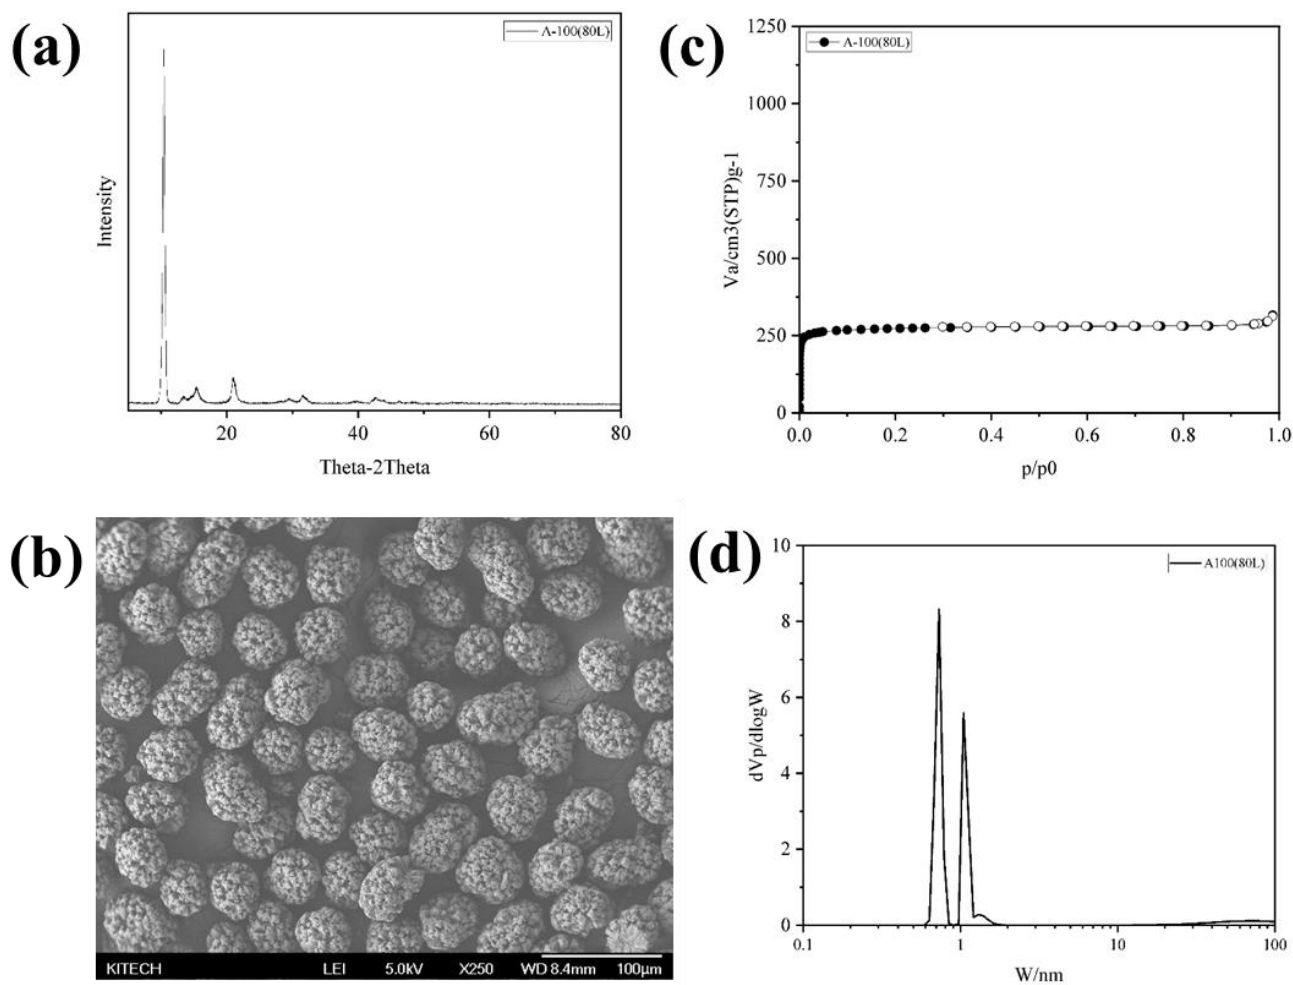 (a)
A-100(80L)
Intensity
20
40
60
80
Theta-2Theta
(c)
A-100(80L)
1250
1000
750
500
250
0
Va/cm3(STP)g-1
0.0
0.2
0.4
0.6
0.8
1.0
p/p0
(b)
KITECH LEI 5.0kV X250 WD 8.4mm 100µm
(d)
A100(80L)
10
8
6
4
2
0
dVp/dlogW
0.1
1
10
100
W/nm